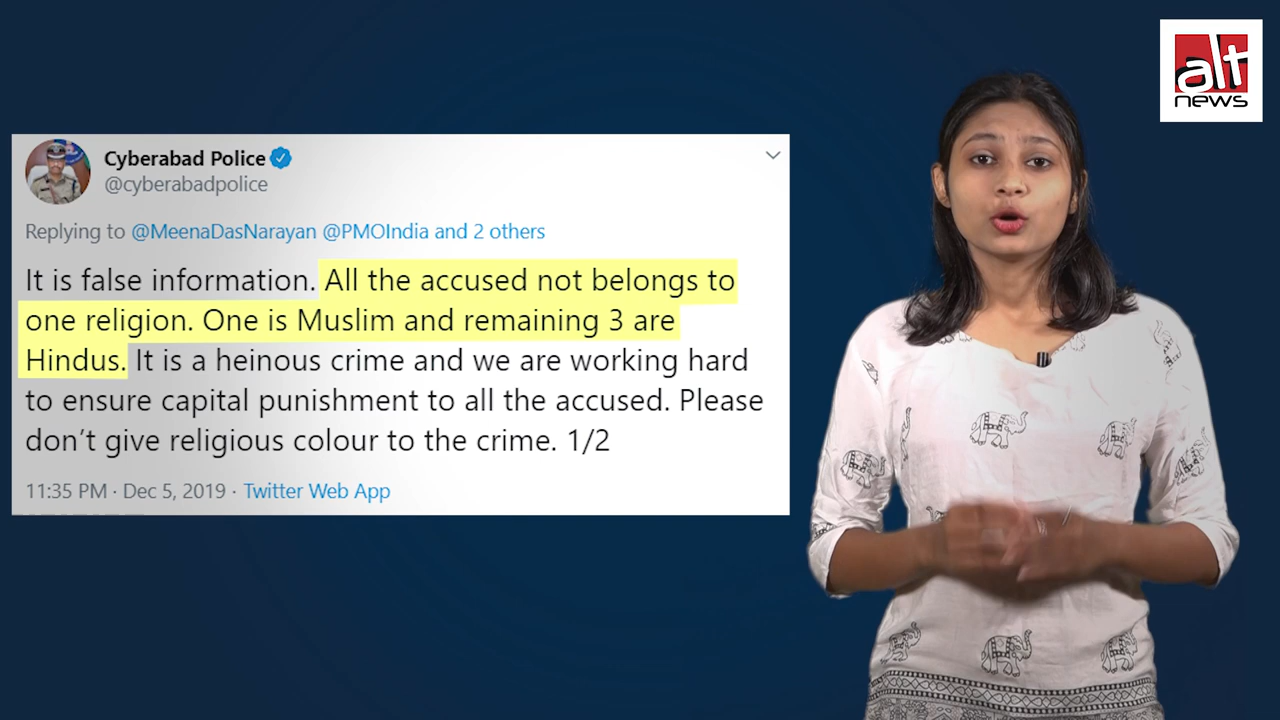 alt
news
Cyberabad Police
@cyberabadpolice
Replying to @MeenaDasNarayan @PMOIndia and 2 others
It is false information. All the accused not belongs to
one religion. One is Muslim and remaining 3 are
Hindus. It is a heinous crime and we are working hard
to ensure capital punishment to all the accused. Please
don't give religious colour to the crime. 1/2
11:35 PM · Dec 5, 2019 · Twitter Web App